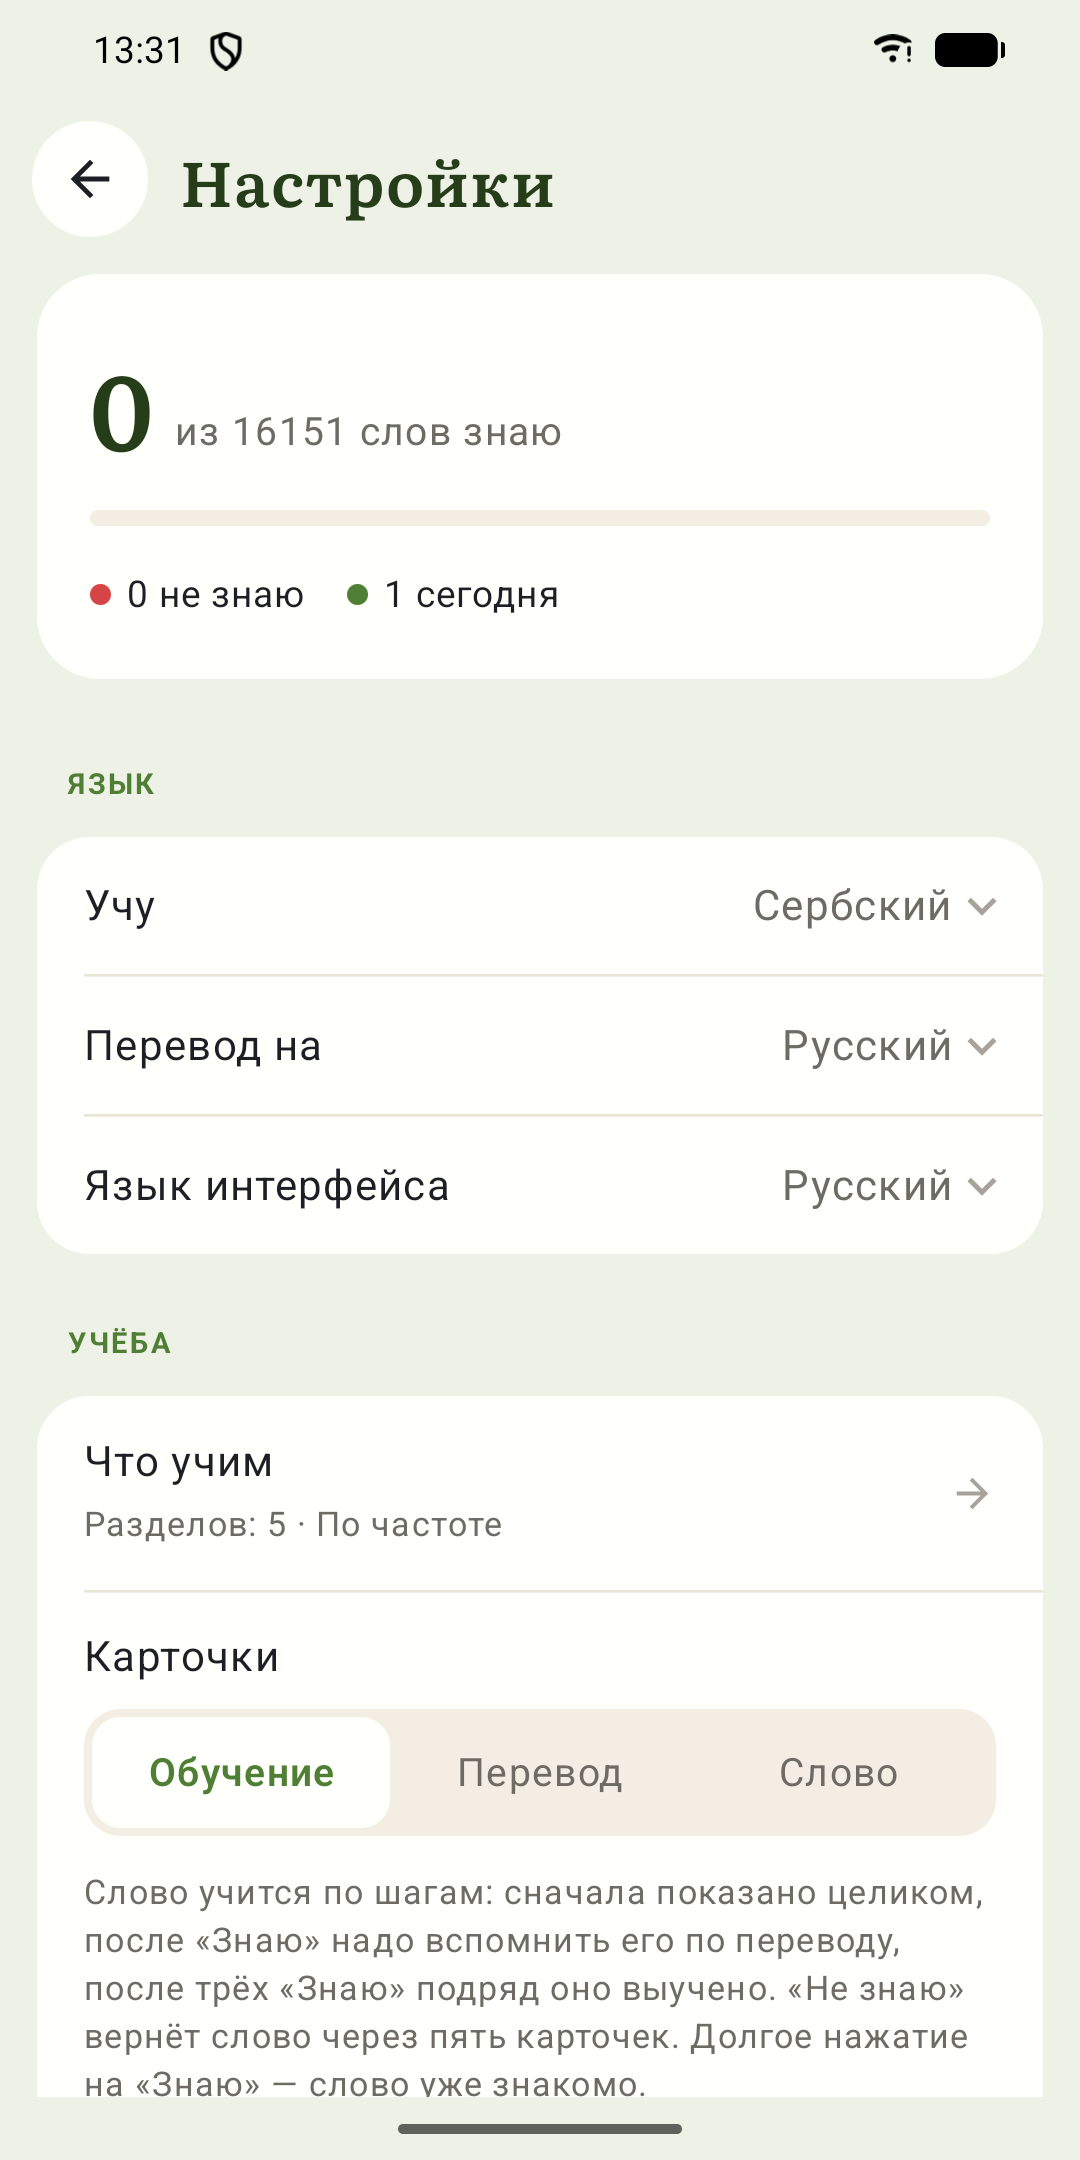 13:31
Настройки
0 из 16151 слов знаю
0 не знаю 1 сегодня
ЯЗЫК
Учу Сербский
Перевод на Русский
Язык интерфейса Русский
УЧЁБА
Что учим
Разделов: 5 · По частоте
Карточки
Обучение Перевод Слово
Слово учится по шагам: сначала показано целиком,
после «Знаю» надо вспомнить его по переводу,
после трёх «Знаю» подряд оно выучено. «Не знаю»
вернёт слово через пять карточек. Долгое нажатие
на «Знаю» — слово уже знакомо.